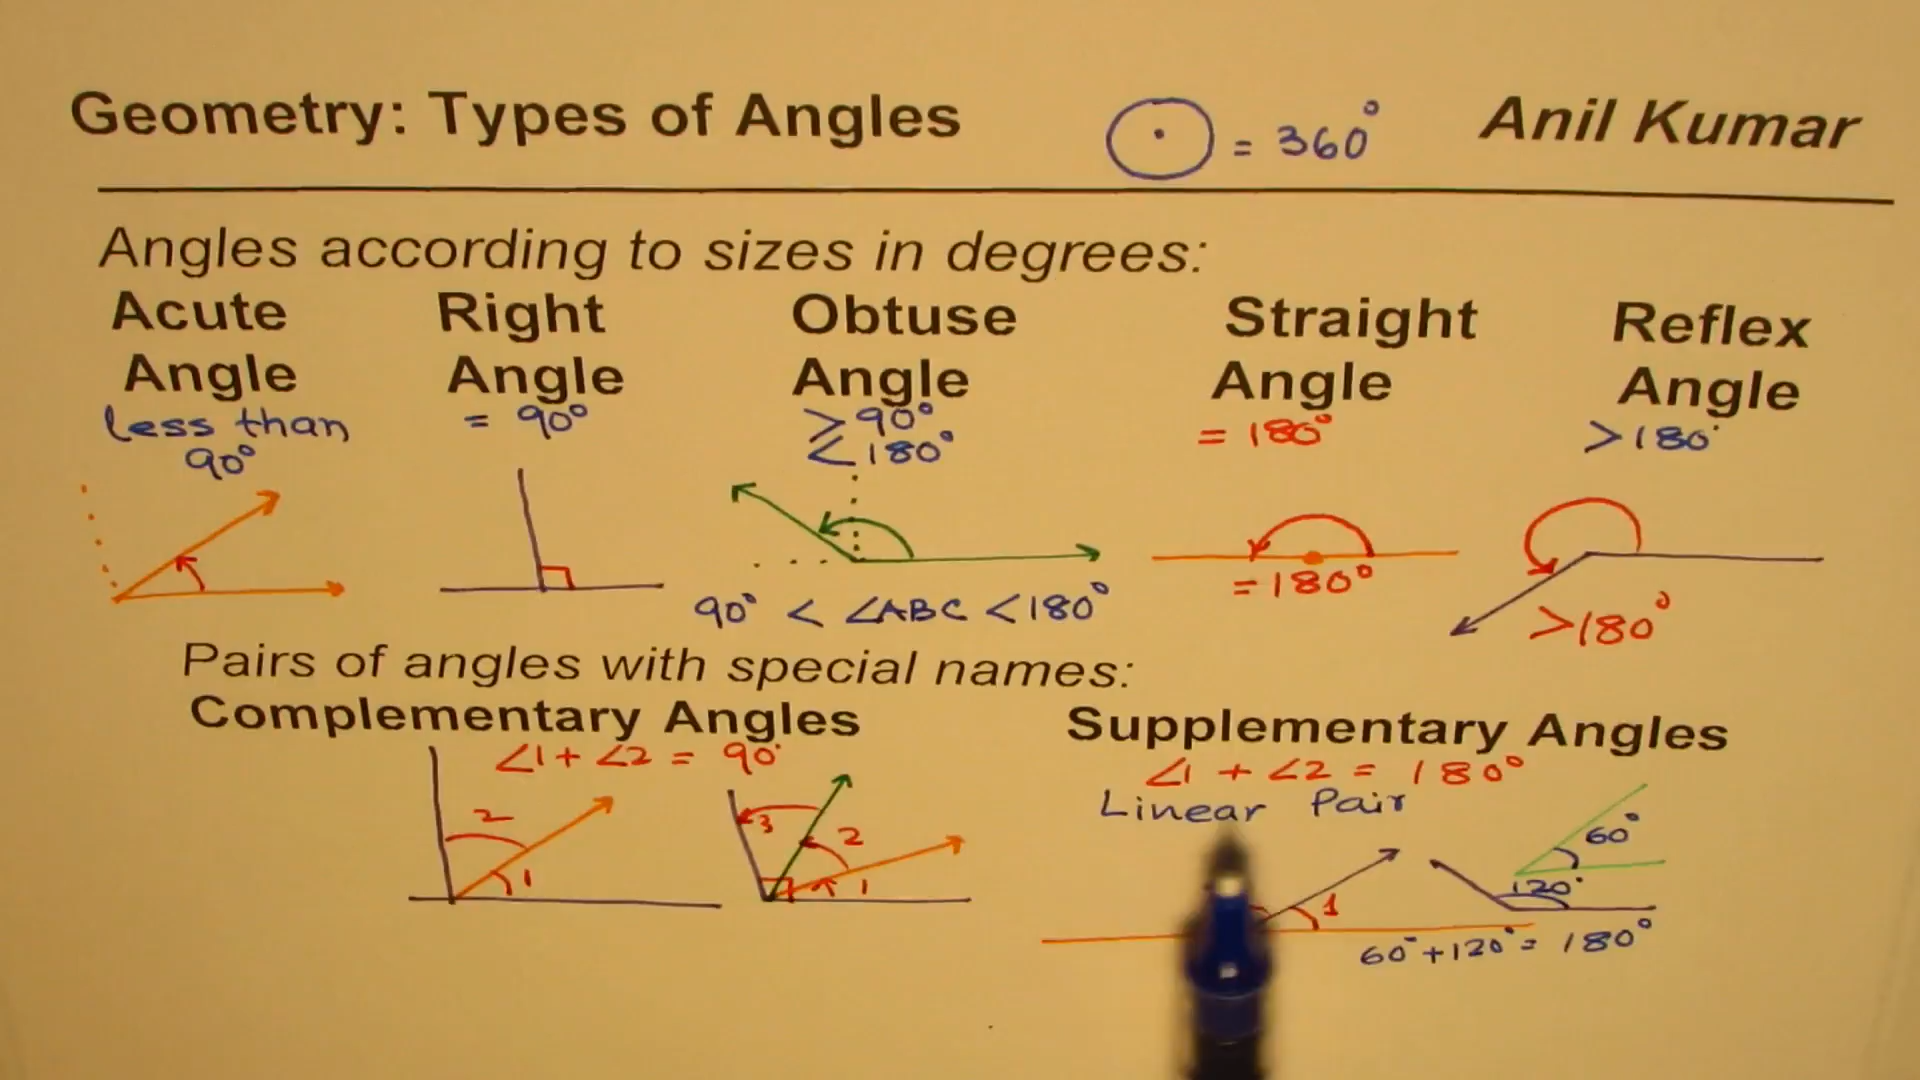 Geometry: Types of Angles
= 360°
Anil Kumar
Angles according to sizes in degrees:
Acute Angle
less than
90°
Right Angle
= 90°
Obtuse Angle
> 90°
< 180°
Straight Angle
= 180°
Reflex Angle
> 180°
90° < ∠ABC < 180°
= 180°
> 180°
Pairs of angles with special names:
Complementary Angles
∠1 + ∠2 = 90°
2
1
3
2
1
Supplementary Angles
∠1 + ∠2 = 180°
Linear Pair
60°
120°
1
60° + 120° = 180°